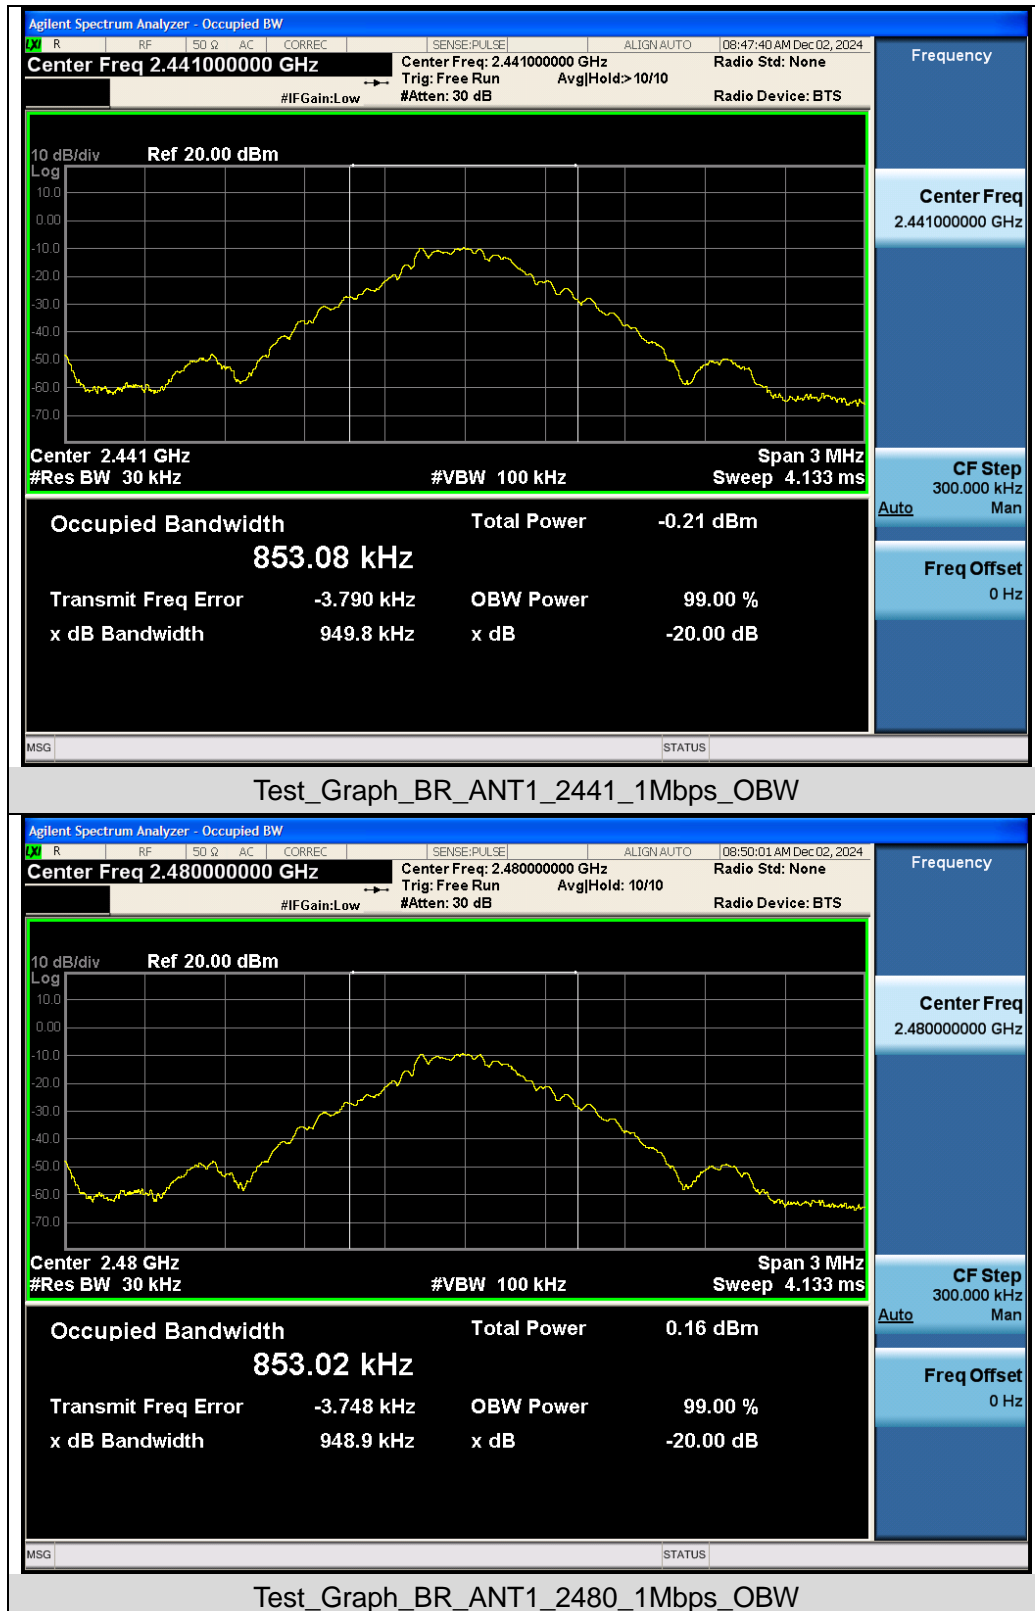 Agilent Spectrum Analyzer - Occupied BW
LXI R RF 50 Ω AC CORREC SENSE:PULSE ALIGN AUTO 08:47:40 AM Dec 02, 2024
Center Freq 2.441000000 GHz Center Freq: 2.441000000 GHz Radio Std: None
Trig: Free Run Avg|Hold:>10/10
#IFGain:Low #Atten: 30 dB Radio Device: BTS
Frequency
10 dB/div Ref 20.00 dBm
Log
10.0
0.00
-10.0
-20.0
-30.0
-40.0
-50.0
-60.0
-70.0
Center 2.441 GHz Span 3 MHz
#Res BW 30 kHz #VBW 100 kHz Sweep 4.133 ms
Center Freq
2.441000000 GHz
CF Step
300.000 kHz
Auto Man
Freq Offset
0 Hz
Occupied Bandwidth Total Power -0.21 dBm
853.08 kHz
Transmit Freq Error -3.790 kHz OBW Power 99.00 %
x dB Bandwidth 949.8 kHz x dB -20.00 dB
MSG STATUS
Test_Graph_BR_ANT1_2441_1Mbps_OBW
Agilent Spectrum Analyzer - Occupied BW
LXI R RF 50 Ω AC CORREC SENSE:PULSE ALIGN AUTO 08:50:01 AM Dec 02, 2024
Center Freq 2.480000000 GHz Center Freq: 2.480000000 GHz Radio Std: None
Trig: Free Run Avg|Hold: 10/10
#IFGain:Low #Atten: 30 dB Radio Device: BTS
Frequency
10 dB/div Ref 20.00 dBm
Log
10.0
0.00
-10.0
-20.0
-30.0
-40.0
-50.0
-60.0
-70.0
Center 2.48 GHz Span 3 MHz
#Res BW 30 kHz #VBW 100 kHz Sweep 4.133 ms
Center Freq
2.480000000 GHz
CF Step
300.000 kHz
Auto Man
Freq Offset
0 Hz
Occupied Bandwidth Total Power 0.16 dBm
853.02 kHz
Transmit Freq Error -3.748 kHz OBW Power 99.00 %
x dB Bandwidth 948.9 kHz x dB -20.00 dB
MSG STATUS
Test_Graph_BR_ANT1_2480_1Mbps_OBW